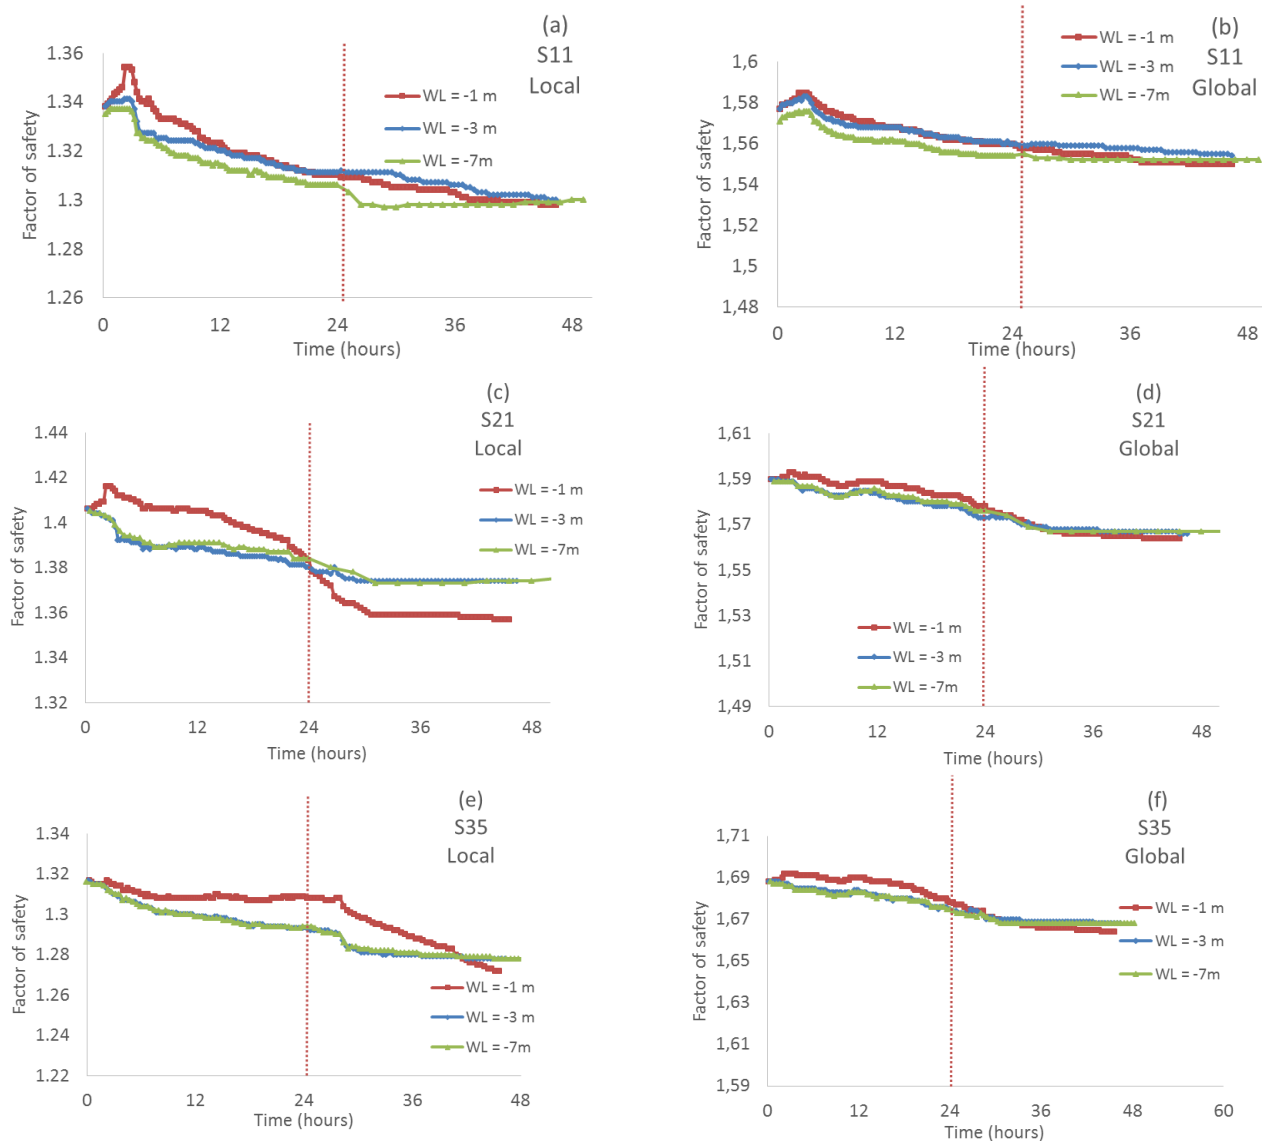 (a)
S11
Local
WL = -1 m
WL = -3 m
WL = -7m
1.36
1.34
1.32
1.3
1.28
1.26
Factor of safety
0 12 24 36 48
Time (hours)
(b)
S11
Global
WL = -1 m
WL = -3 m
WL = -7m
1,6
1,58
1,56
1,54
1,52
1,5
1,48
Factor of safety
0 12 24 36 48
Time (hours)
(c)
S21
Local
WL = -1 m
WL = -3 m
WL = -7m
1.44
1.42
1.4
1.38
1.36
1.34
1.32
Factor of safety
0 12 24 36 48
Time (hours)
(d)
S21
Global
1,61
1,59
1,57
1,55
1,53
1,51
1,49
Factor of safety
WL = -1 m
WL = -3 m
WL = -7m
0 12 24 36 48
Time (hours)
(e)
S35
Local
1.34
1.32
1.3
1.28
1.26
1.24
1.22
Factor of safety
WL = -1 m
WL = -3 m
WL = -7m
0 12 24 36 48
Time (hours)
(f)
S35
Global
1,71
1,69
1,67
1,65
1,63
1,61
1,59
Factor of safety
WL = -1 m
WL = -3 m
WL = -7m
0 12 24 36 48 60
Time (hours)